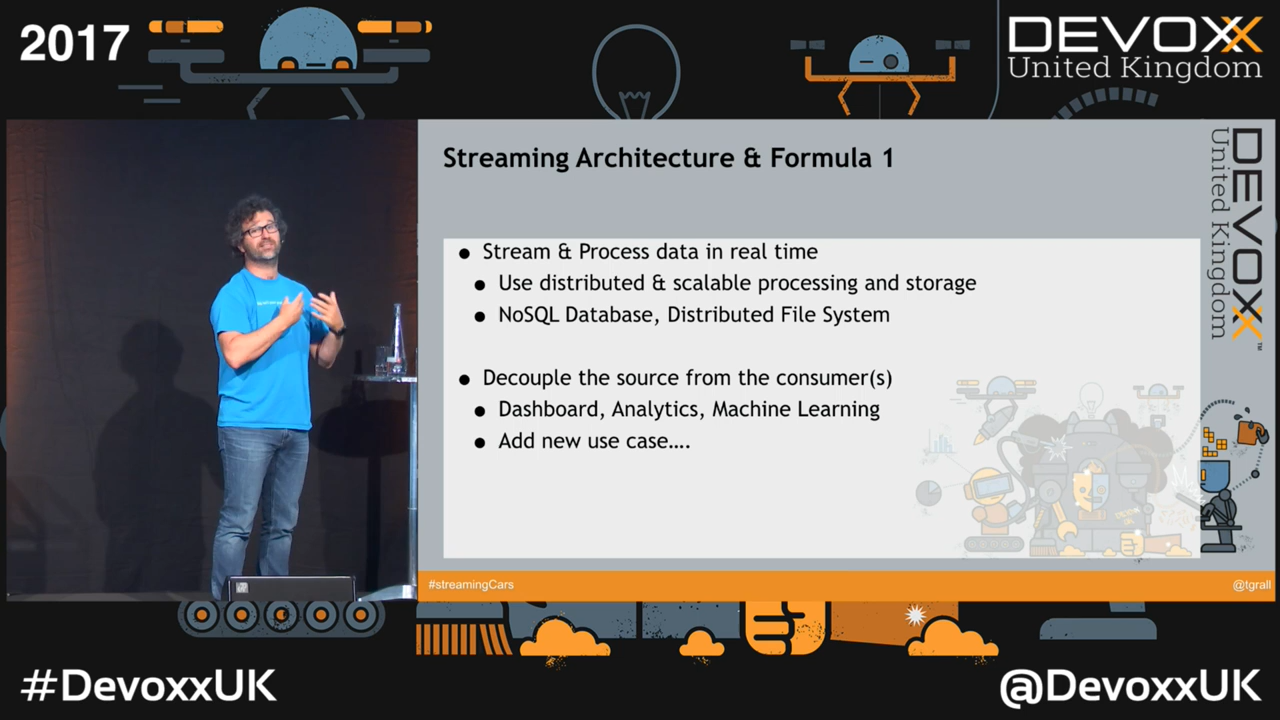 2017
DEVOXX
United Kingdom
Streaming Architecture & Formula 1
● Stream & Process data in real time
● Use distributed & scalable processing and storage
● NoSQL Database, Distributed File System
● Decouple the source from the consumer(s)
● Dashboard, Analytics, Machine Learning
● Add new use case....
DEVOXX™
United Kingdom
#streamingCars
@tgrall
#DevoxxUK
@DevoxxUK